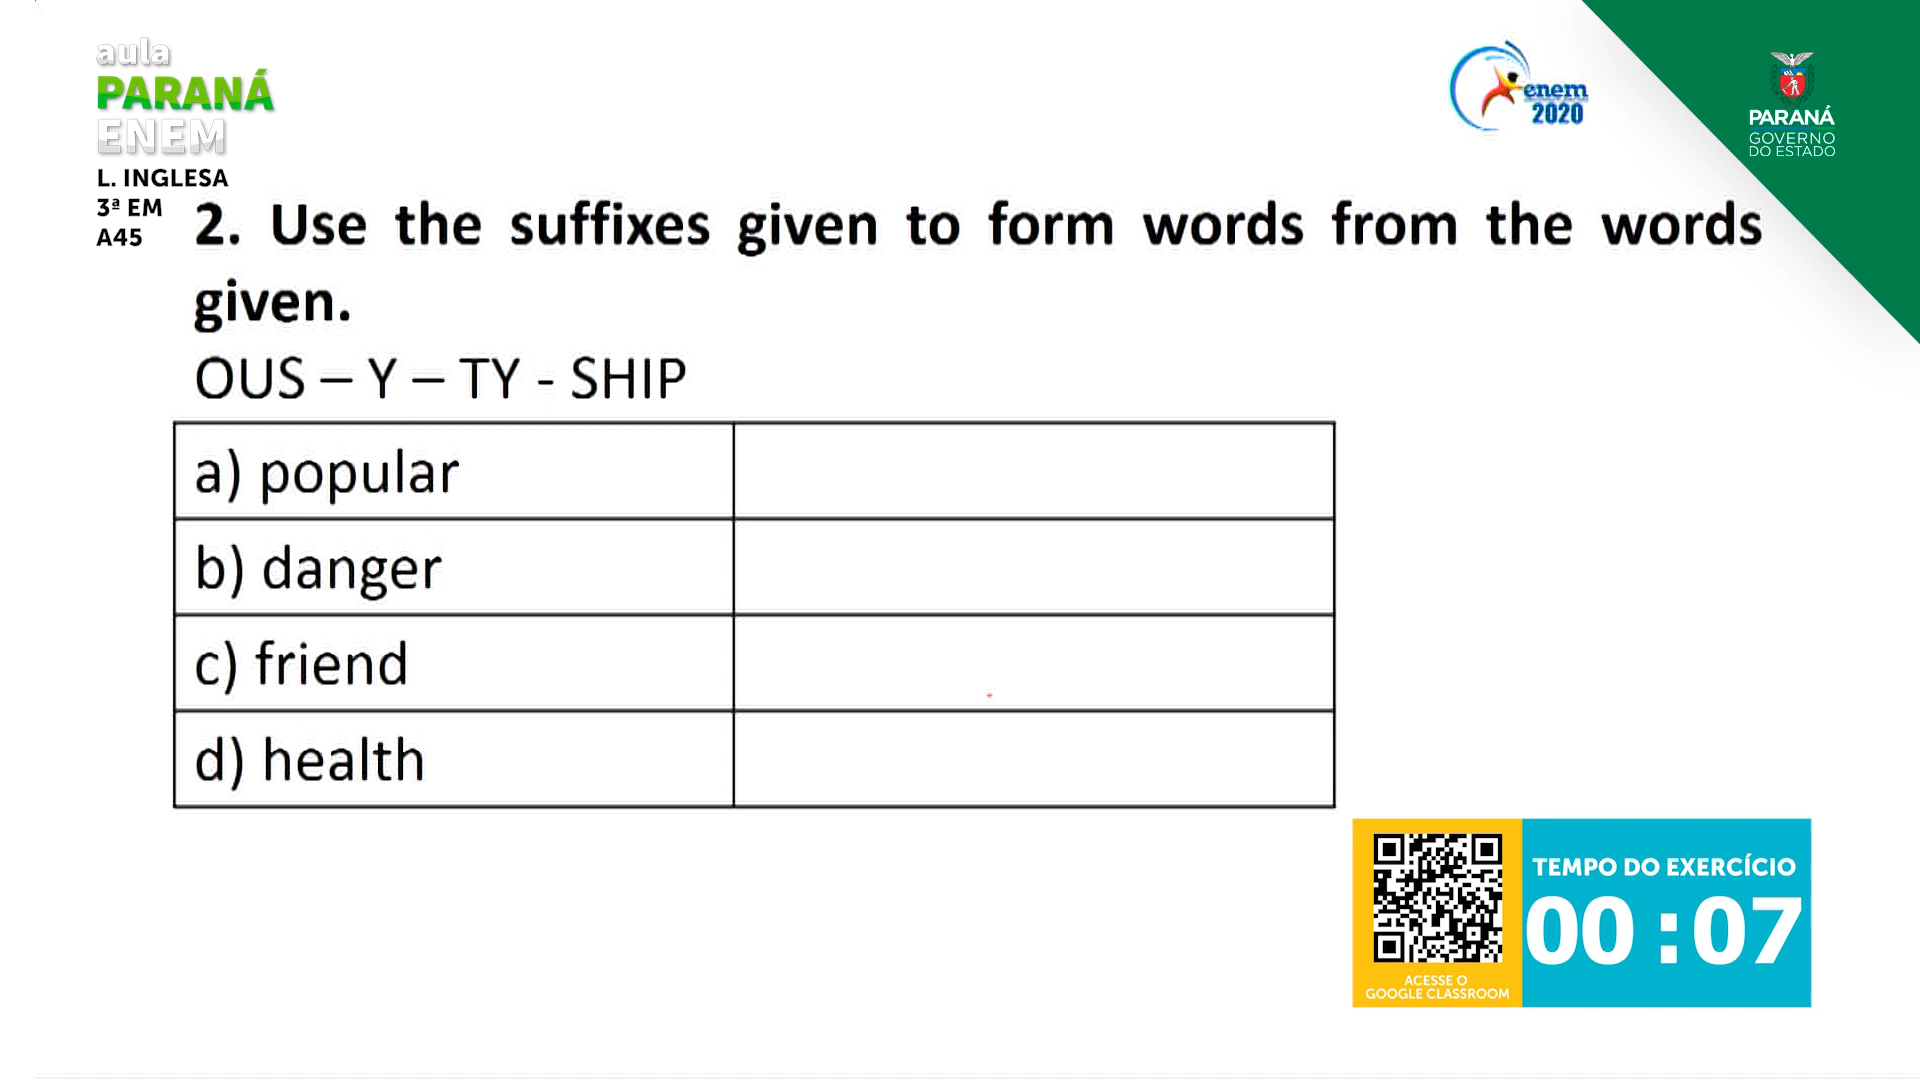 aula
PARANÁ
ENEM
L. INGLESA
3ª EM
A45
enem
2020
PARANÁ
GOVERNO
DO ESTADO
2. Use the suffixes given to form words from the words
given.
OUS – Y – TY - SHIP
a) popular
b) danger
c) friend
d) health
ACESSE O
GOOGLE CLASSROOM
TEMPO DO EXERCÍCIO
00:07